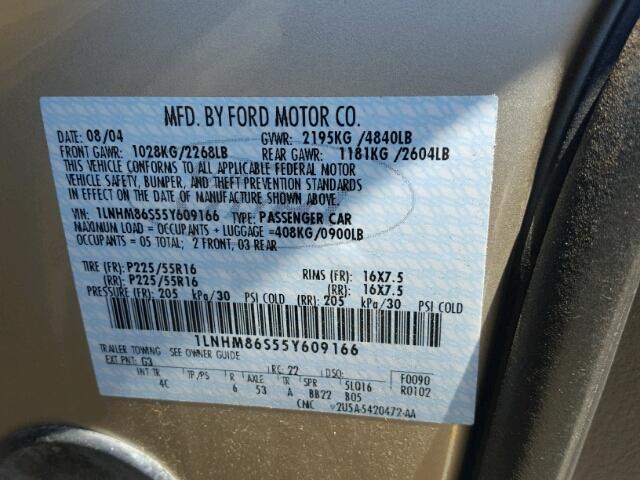 MFD. BY FORD MOTOR CO.
DATE: 08/04 GVWR: 2195KG /4840LB
FRONT GAWR: 1028KG/2268LB REAR GAWR: 1181KG /2604LB
THIS VEHICLE CONFORMS TO ALL APPLICABLE FEDERAL MOTOR
VEHICLE SAFETY, BUMPER, AND THEFT PREVENTION STANDARDS
IN EFFECT ON THE DATE OF MANUFACTURE SHOWN ABOVE.
VIN: 1LNHM86S55Y609166 TYPE: PASSENGER CAR
MAXIMUM LOAD = OCCUPANTS + LUGGAGE = 408KG/0900LB
OCCUPANTS = 05 TOTAL; 2 FRONT, 03 REAR
TIRE (FR): P225/55R16 RIMS (FR): 16X7.5
(RR): P225/55R16 (RR): 16X7.5
PRESSURE (FR): 205 kPa/30 PSI COLD (RR): 205 kPa/30 PSI COLD
1LNHM86S55Y609166
TRAILER TOWING SEE OWNER GUIDE
EXT PNT: G3 RC: 22 DSO: F0090
INT TR TP/PS R AXLE TR SPR 5L016 R0102
4C 6 53 A BB22 B05
CMC 2U5A-5420472-AA